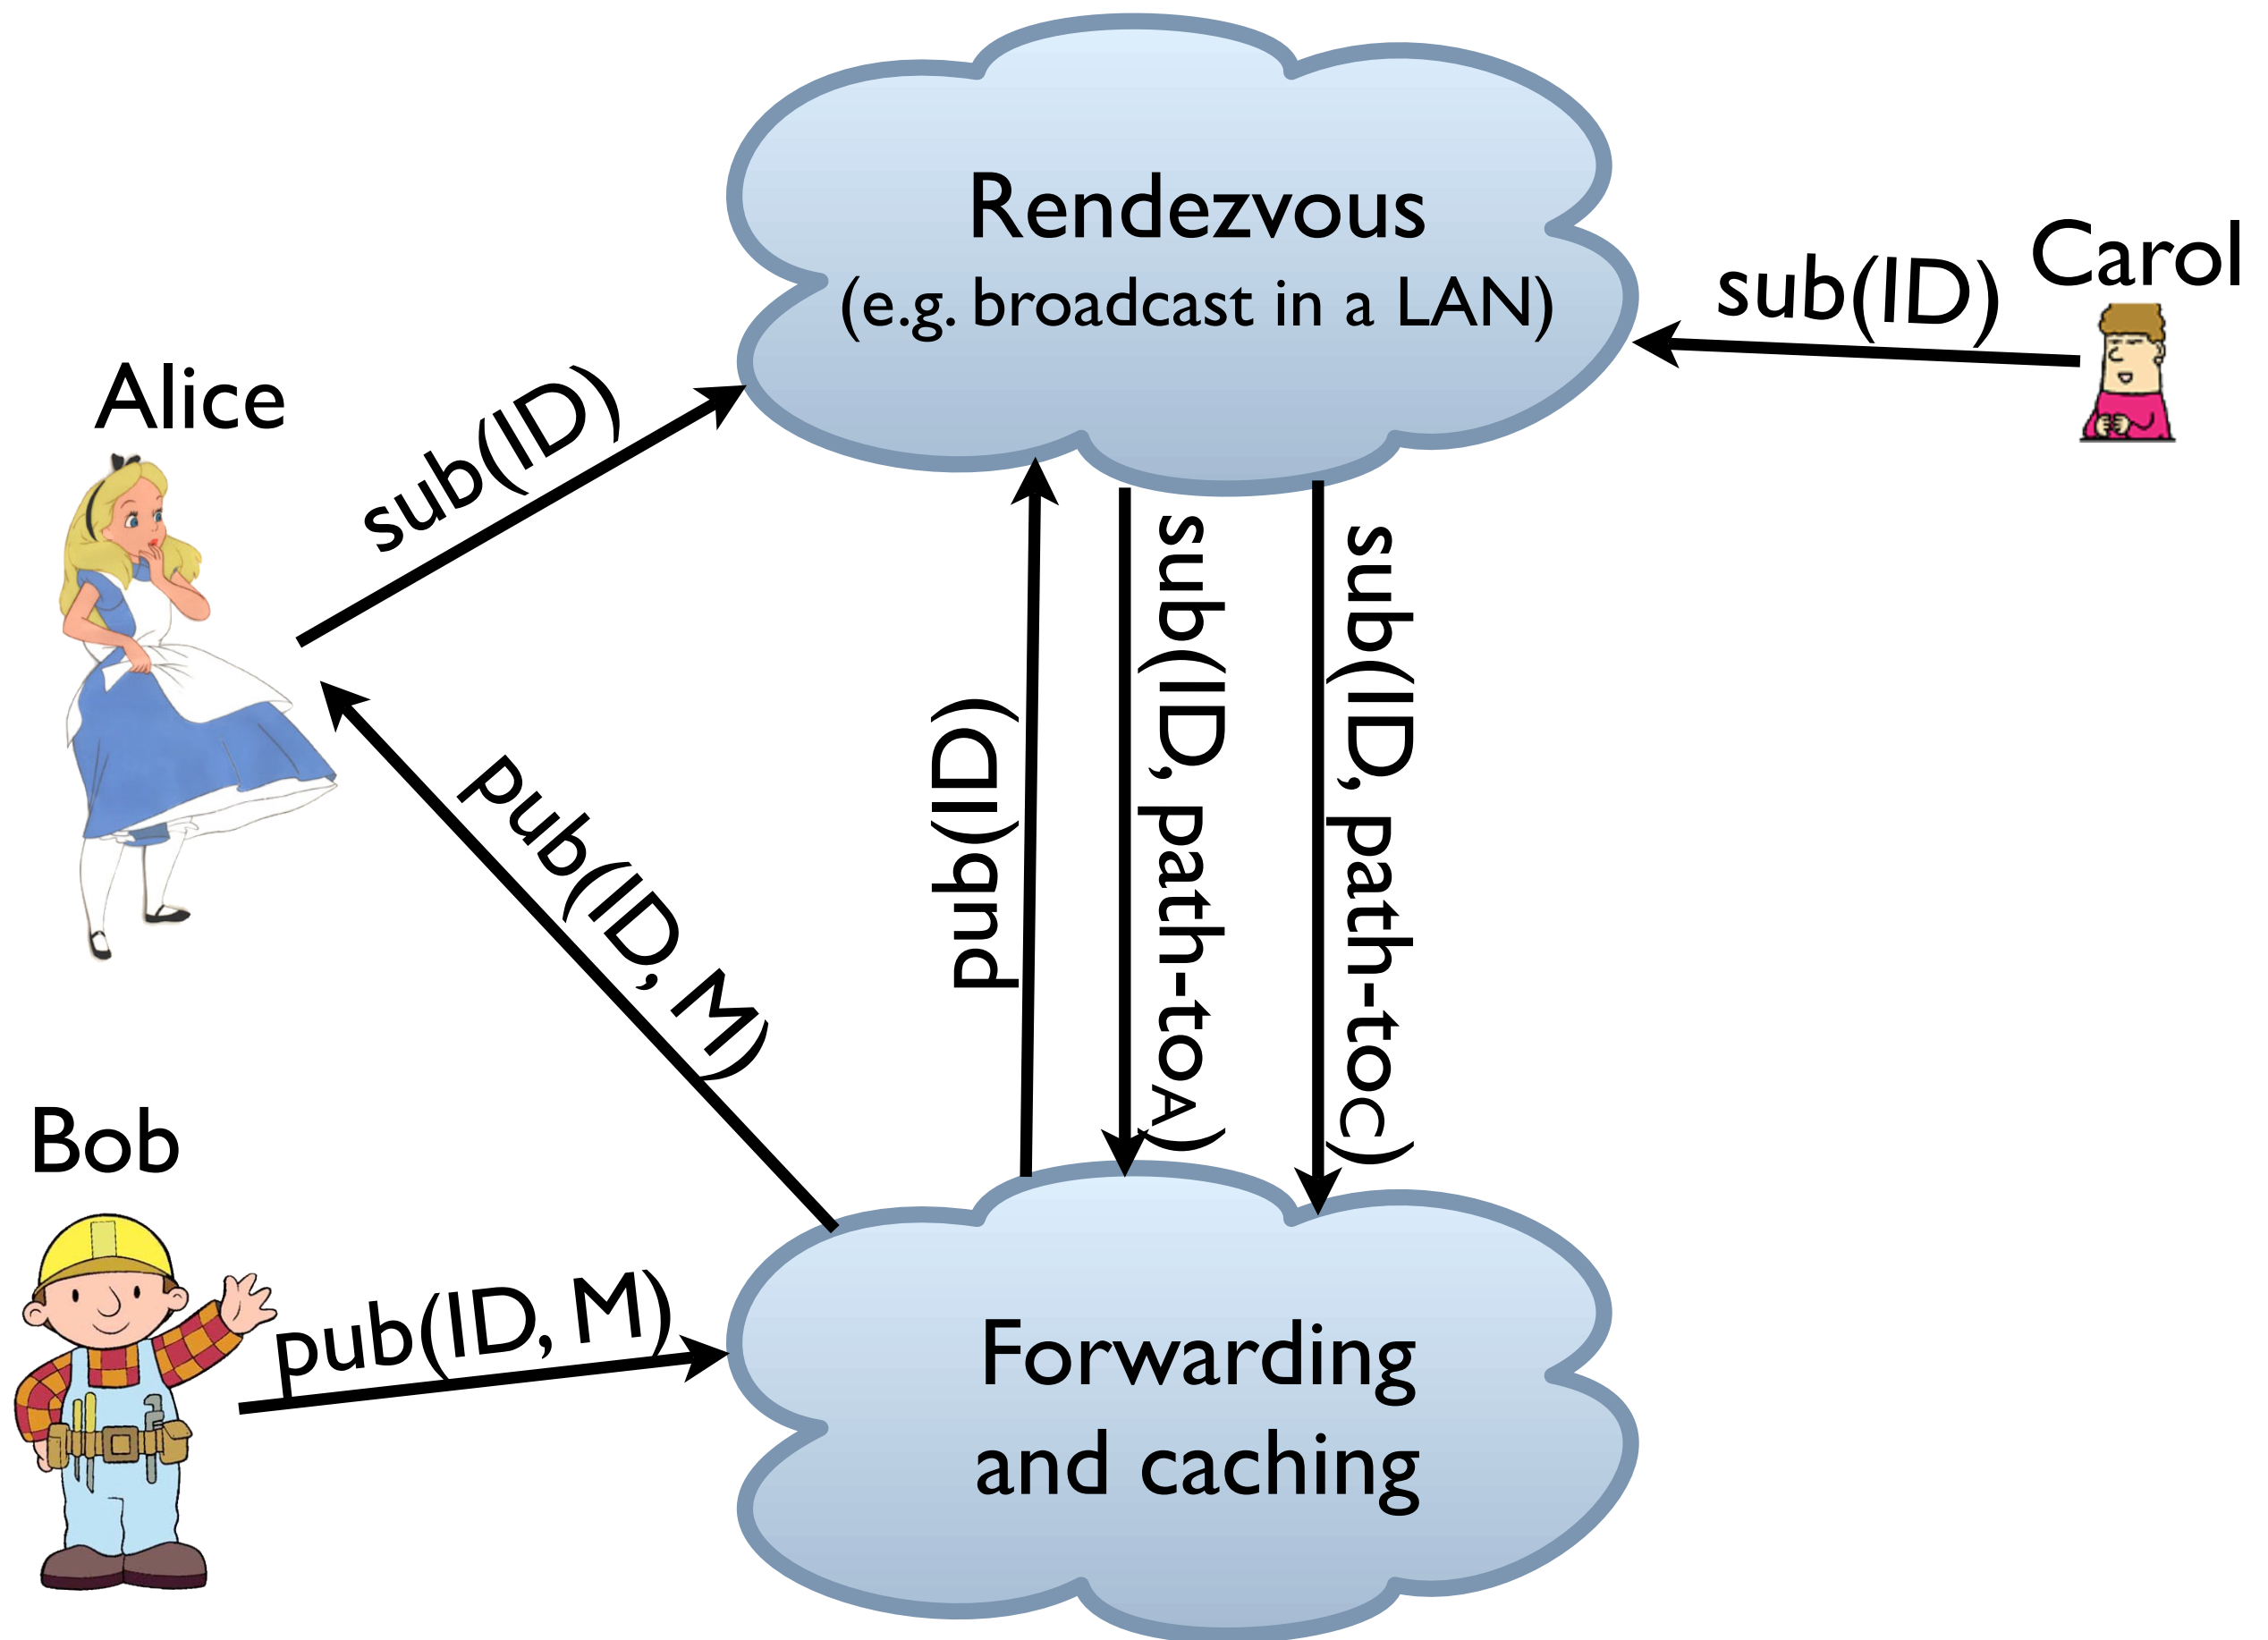 Rendezvous
(e.g. broadcast in a LAN)
Carol
sub(ID)
Alice
sub(ID)
pub(ID)
sub(ID, path-toA)
sub(ID, path-toC)
pub(ID, M)
Bob
pub(ID, M)
Forwarding
and caching